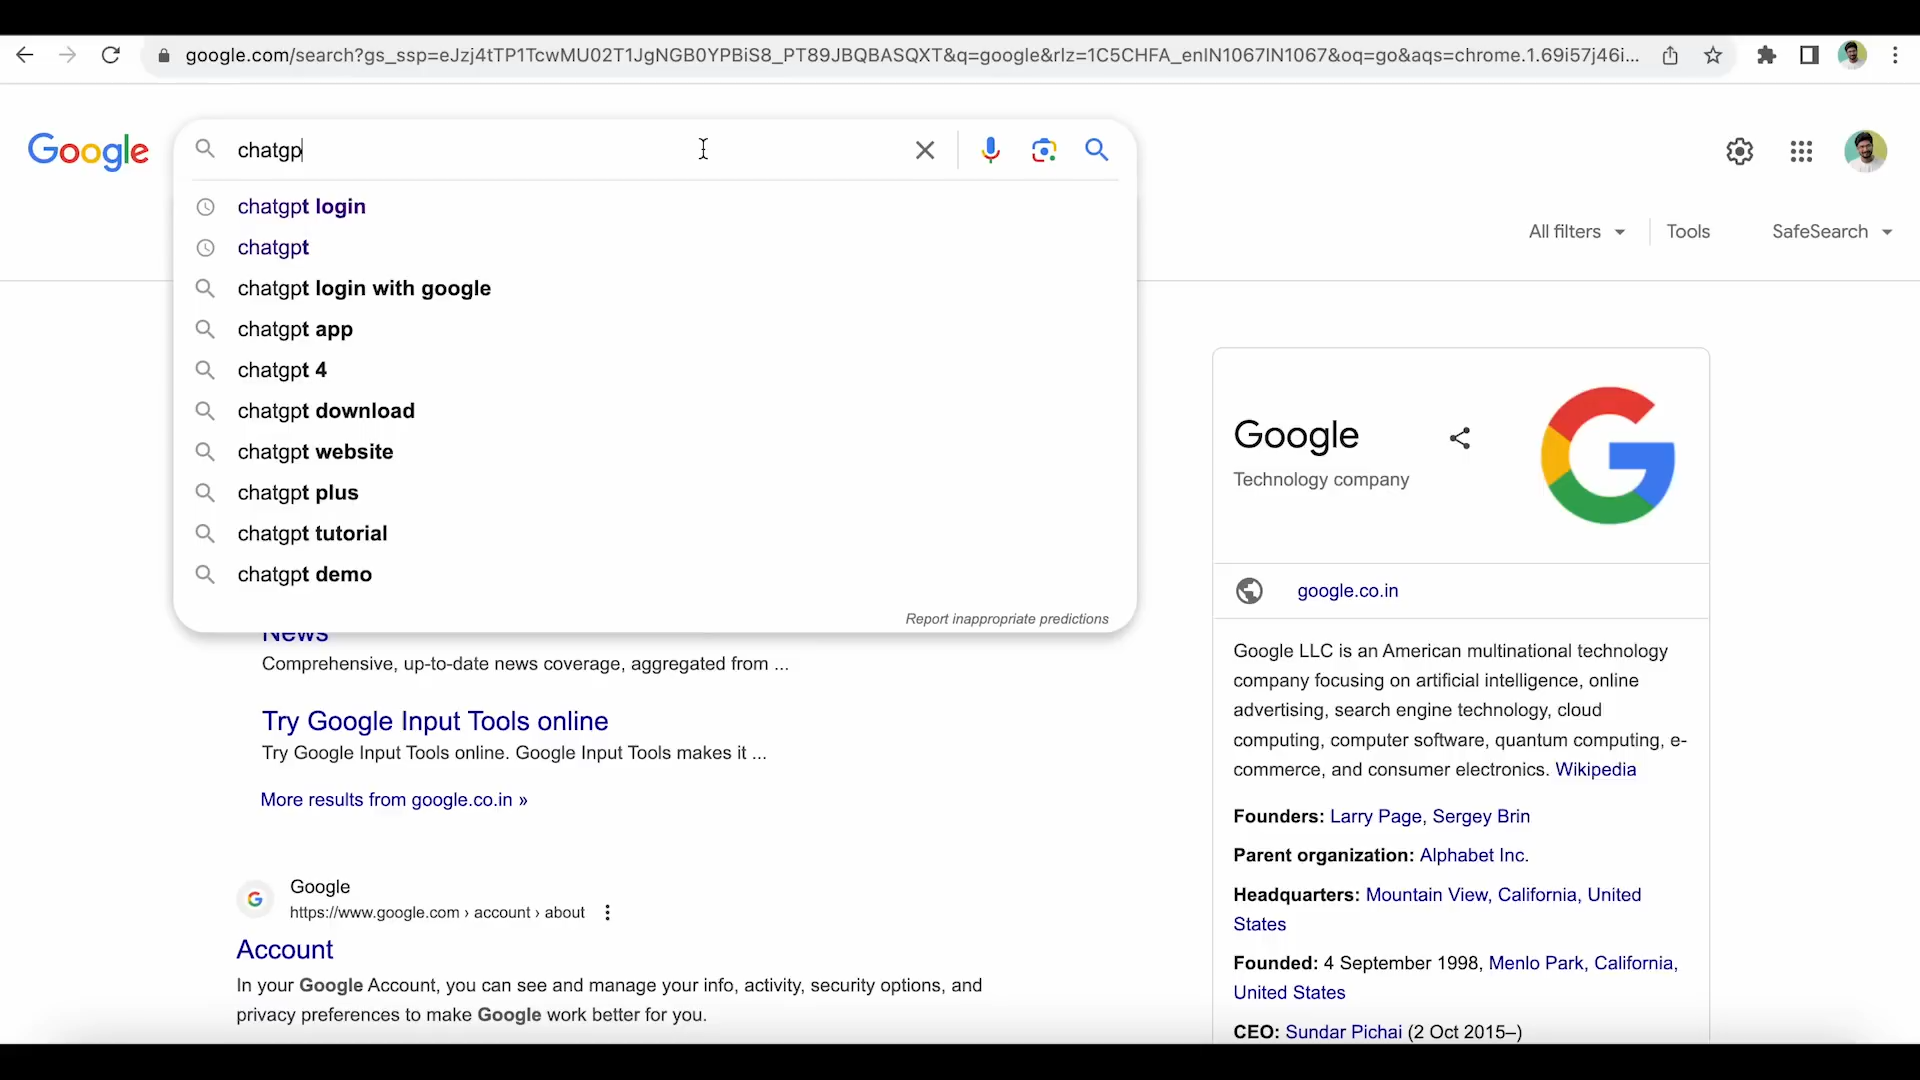 google.com/search?gs_ssp=eJzj4tTP1TcwMU02T1JgNGB0YPBiS8_PT89JBQBASQXT&q=google&rlz=1C5CHFA_enIN1067IN1067&oq=go&aqs=chrome.1.69i57j46i...
Google
chatgp
chatgpt login
chatgpt
chatgpt login with google
chatgpt app
chatgpt 4
chatgpt download
chatgpt website
chatgpt plus
chatgpt tutorial
chatgpt demo
Report inappropriate predictions
All filters
Tools
SafeSearch
News
Comprehensive, up-to-date news coverage, aggregated from ...
Try Google Input Tools online
Try Google Input Tools online. Google Input Tools makes it ...
More results from google.co.in »
Google
https://www.google.com › account › about
Account
In your Google Account, you can see and manage your info, activity, security options, and
privacy preferences to make Google work better for you.
Google
Technology company
google.co.in
Google LLC is an American multinational technology
company focusing on artificial intelligence, online
advertising, search engine technology, cloud
computing, computer software, quantum computing, e-
commerce, and consumer electronics. Wikipedia
Founders: Larry Page, Sergey Brin
Parent organization: Alphabet Inc.
Headquarters: Mountain View, California, United
States
Founded: 4 September 1998, Menlo Park, California,
United States
CEO: Sundar Pichai (2 Oct 2015–)